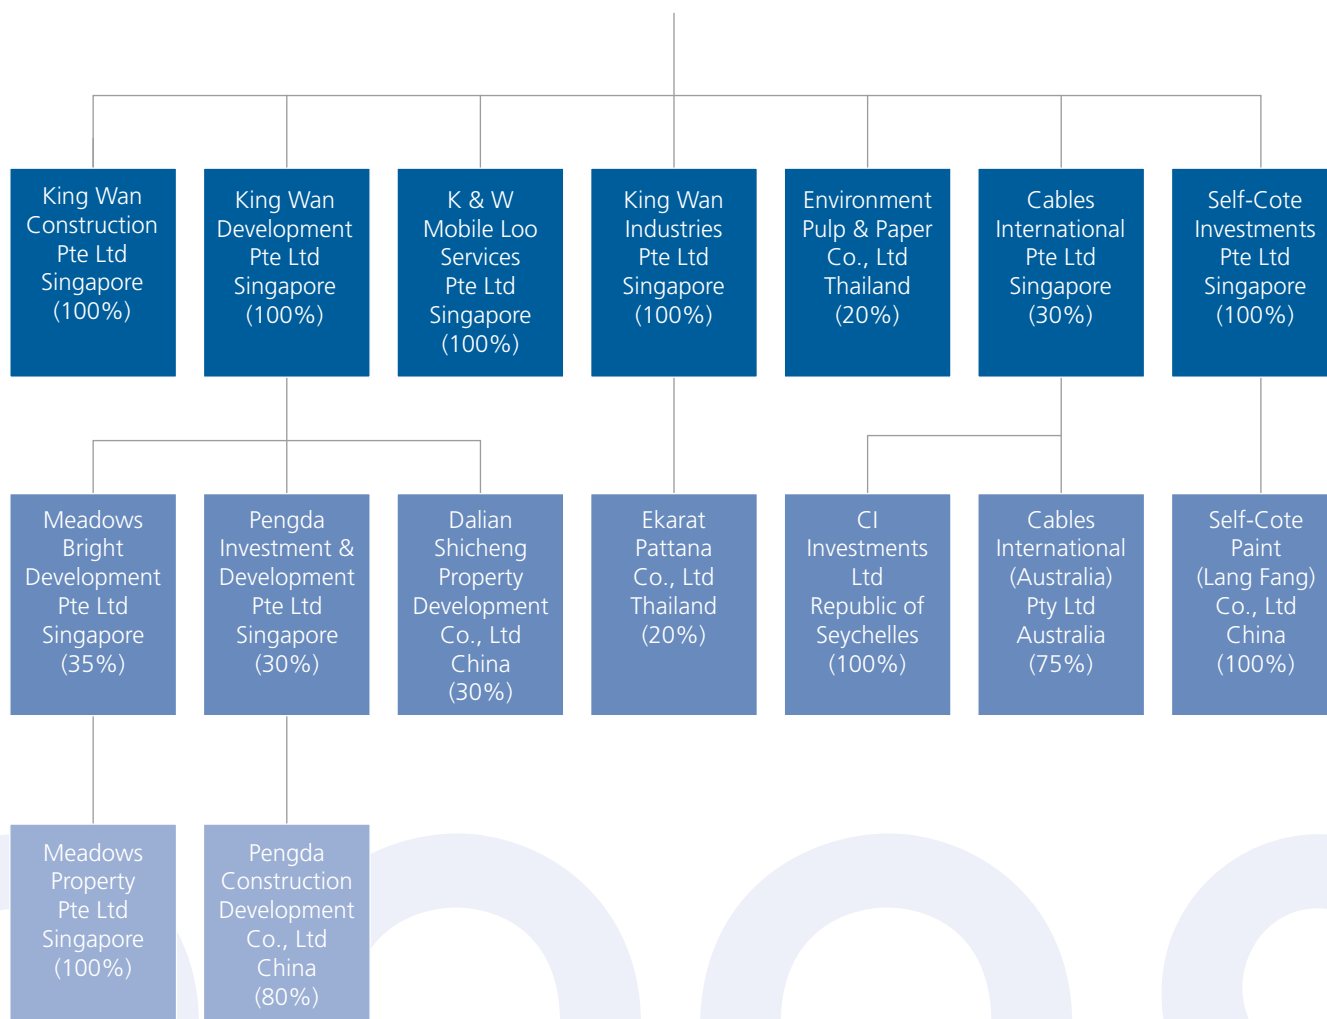 King Wan
Construction
Pte Ltd
Singapore
(100%)
King Wan
Development
Pte Ltd
Singapore
(100%)
K & W
Mobile Loo
Services
Pte Ltd
Singapore
(100%)
King Wan
Industries
Pte Ltd
Singapore
(100%)
Environment
Pulp & Paper
Co., Ltd
Thailand
(20%)
Cables
International
Pte Ltd
Singapore
(30%)
Self-Cote
Investments
Pte Ltd
Singapore
(100%)
Meadows
Bright
Development
Pte Ltd
Singapore
(35%)
Pengda
Investment &
Development
Pte Ltd
Singapore
(30%)
Dalian
Shicheng
Property
Development
Co., Ltd
China
(30%)
Ekarat
Pattana
Co., Ltd
Thailand
(20%)
CI
Investments
Ltd
Republic of
Seychelles
(100%)
Cables
International
(Australia)
Pty Ltd
Australia
(75%)
Self-Cote
Paint
(Lang Fang)
Co., Ltd
China
(100%)
Meadows
Property
Pte Ltd
Singapore
(100%)
Pengda
Construction
Development
Co., Ltd
China
(80%)